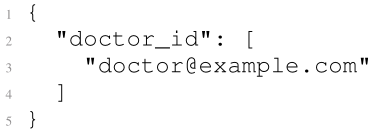 1 {
2 "doctor_id": [
3 "doctor@example.com"
4 ]
5 }